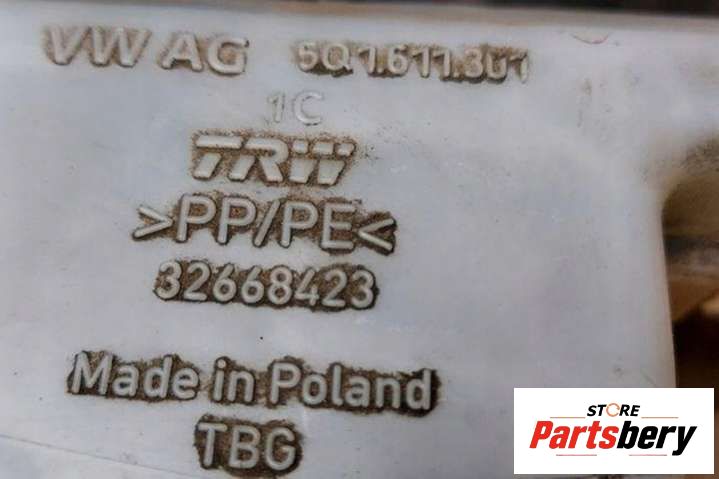 VW AG 5Q1.611.301
1C
TRW
>PP/PE<
32668423
Made in Poland
TBG
STORE
Partsbery